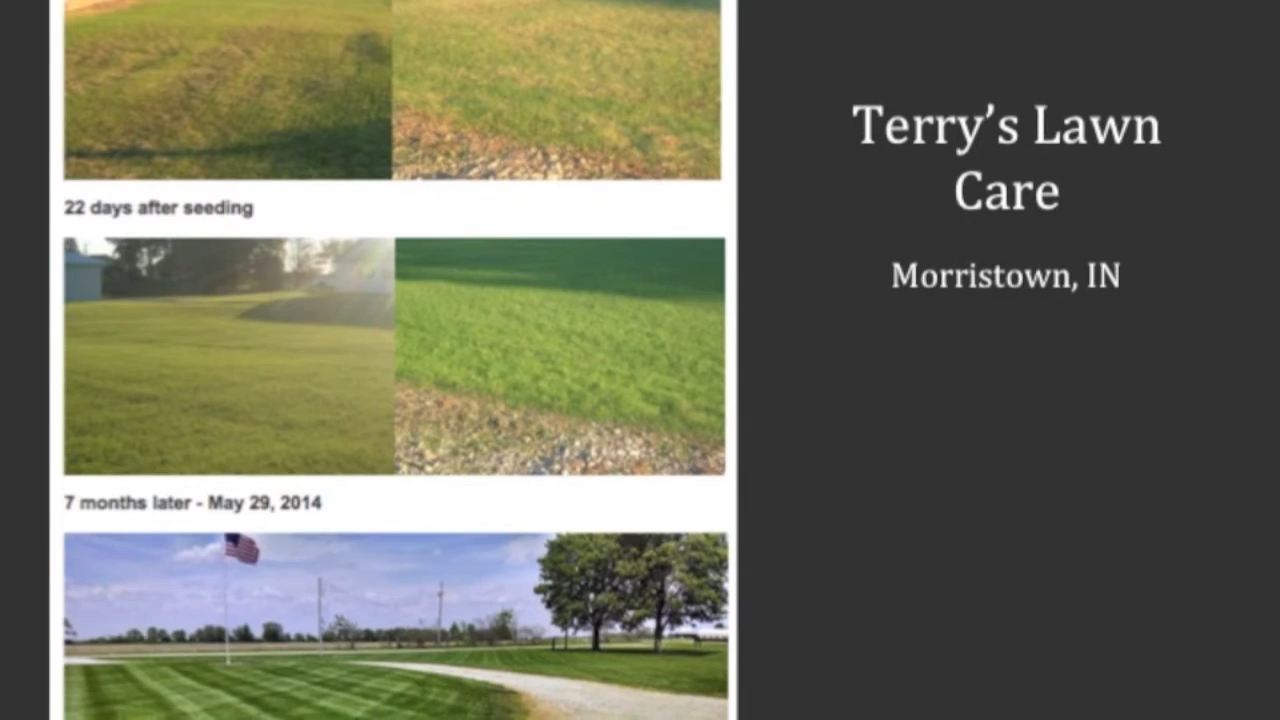 22 days after seeding
7 months later - May 29, 2014
Terry’s Lawn
Care
Morristown, IN